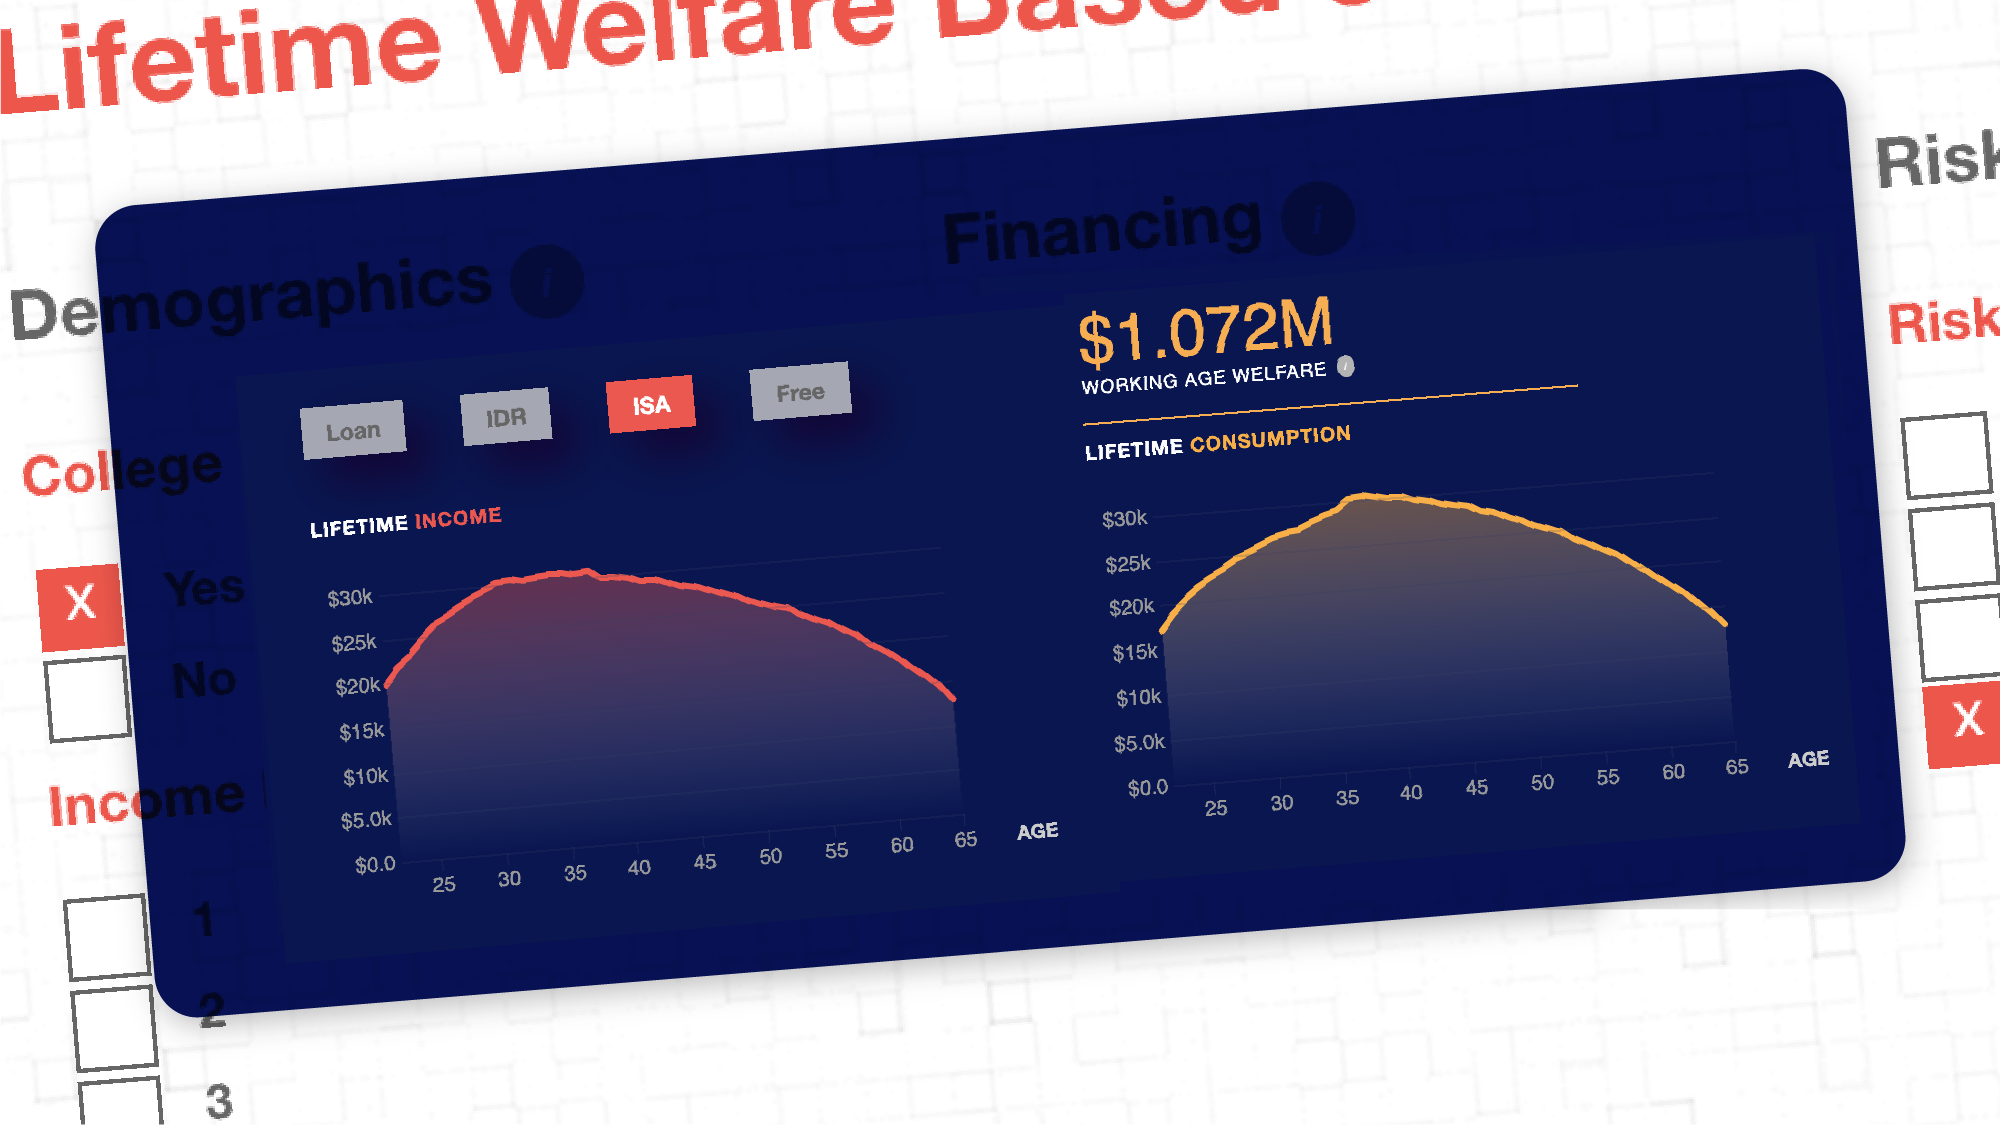 Lifetime Welfare Based
Demographics i
Financing i
Risk
College
X Yes
No
Income
1
2
3
Loan IDR ISA Free
LIFETIME INCOME
$30k
$25k
$20k
$15k
$10k
$5.0k
$0.0
25 30 35 40 45 50 55 60 65 AGE
$1.072M
WORKING AGE WELFARE i
LIFETIME CONSUMPTION
$30k
$25k
$20k
$15k
$10k
$5.0k
$0.0
25 30 35 40 45 50 55 60 65 AGE
Risk
X